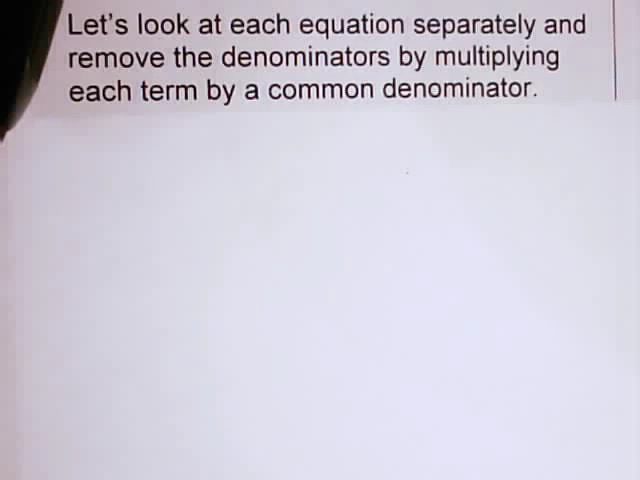 Let's look at each equation separately and
remove the denominators by multiplying
each term by a common denominator.